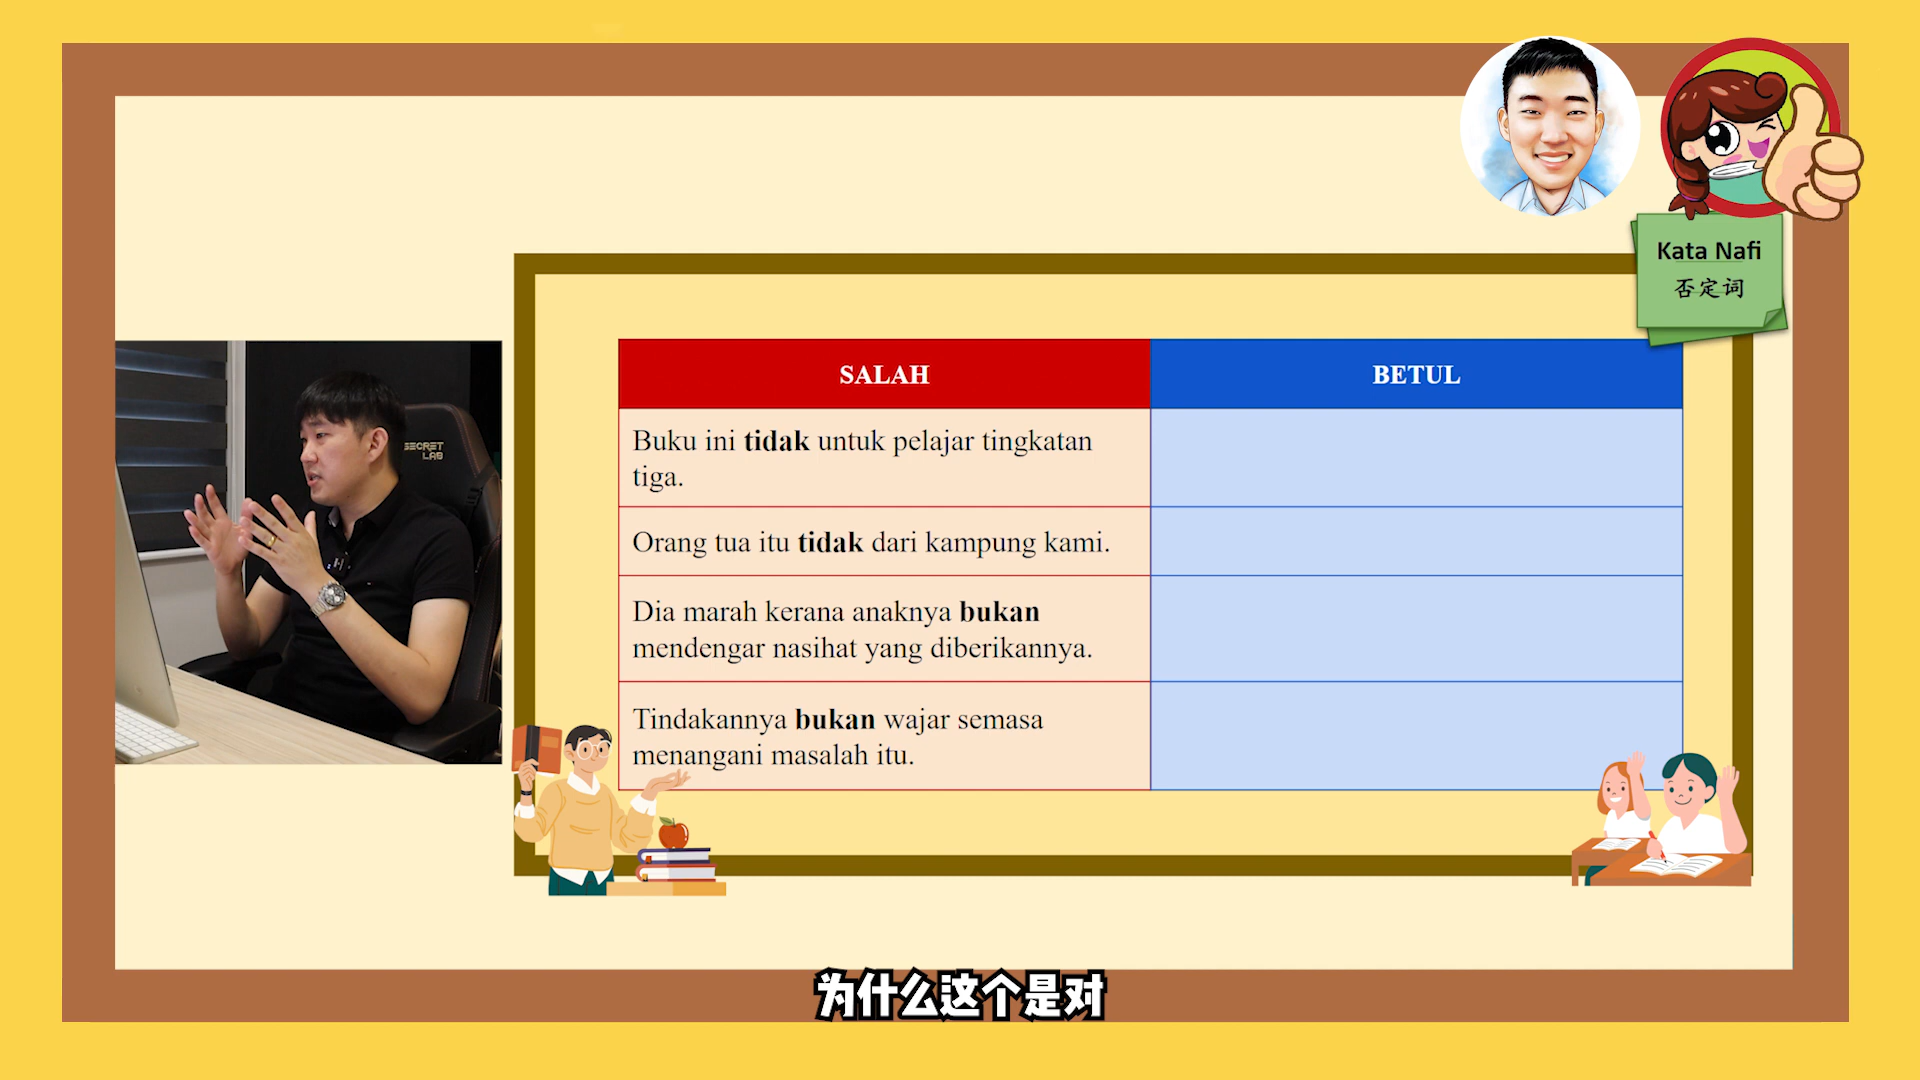 Kata Nafi
否定词
SALAH
BETUL
Buku ini tidak untuk pelajar tingkatan
tiga.
Orang tua itu tidak dari kampung kami.
Dia marah kerana anaknya bukan
mendengar nasihat yang diberikannya.
Tindakannya bukan wajar semasa
menangani masalah itu.
SECRET
LAB
为什么这个是对